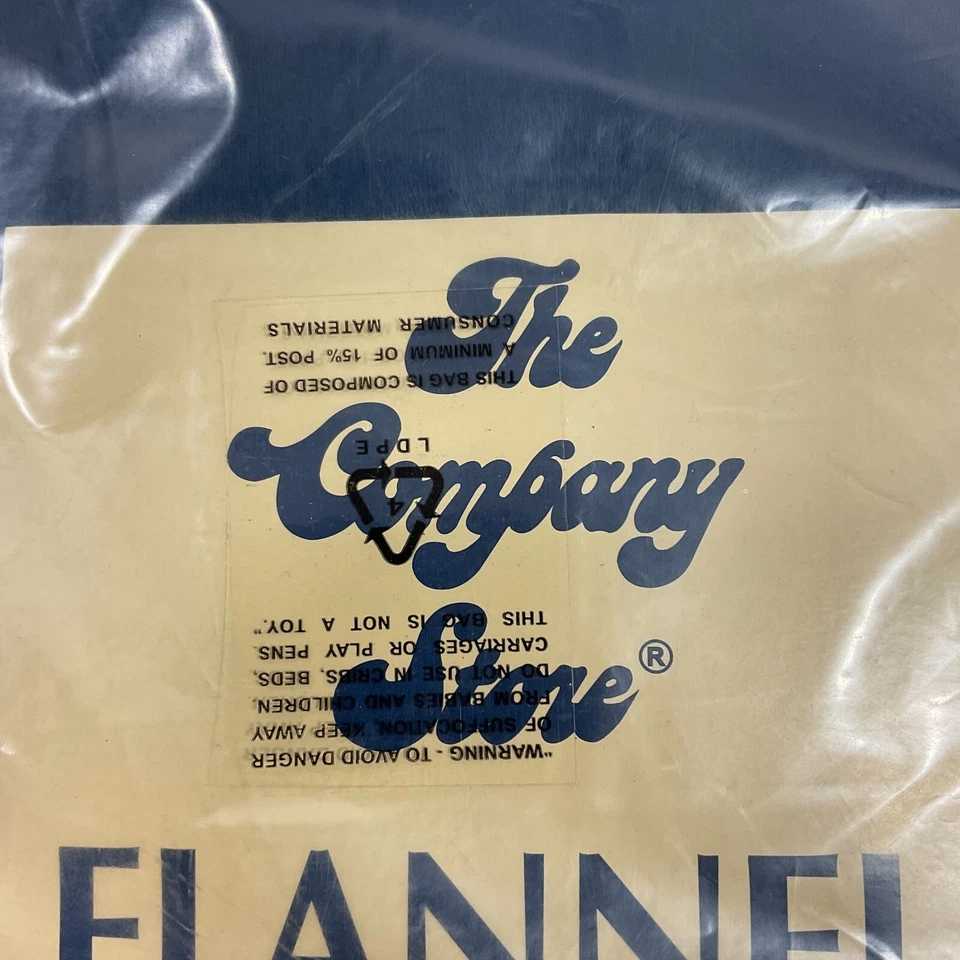 The
Company
Store®
FLANNEL
"WARNING - TO AVOID DANGER
OF SUFFOCATION, KEEP AWAY
FROM BABIES AND CHILDREN,
DO NOT USE IN CRIBS, BEDS,
CARRIAGES OR PLAY PENS.
THIS BAG IS NOT A TOY."
4
LDPE
THIS BAG IS COMPOSED OF
A MINIMUM OF 15% POST.
CONSUMER MATERIALS